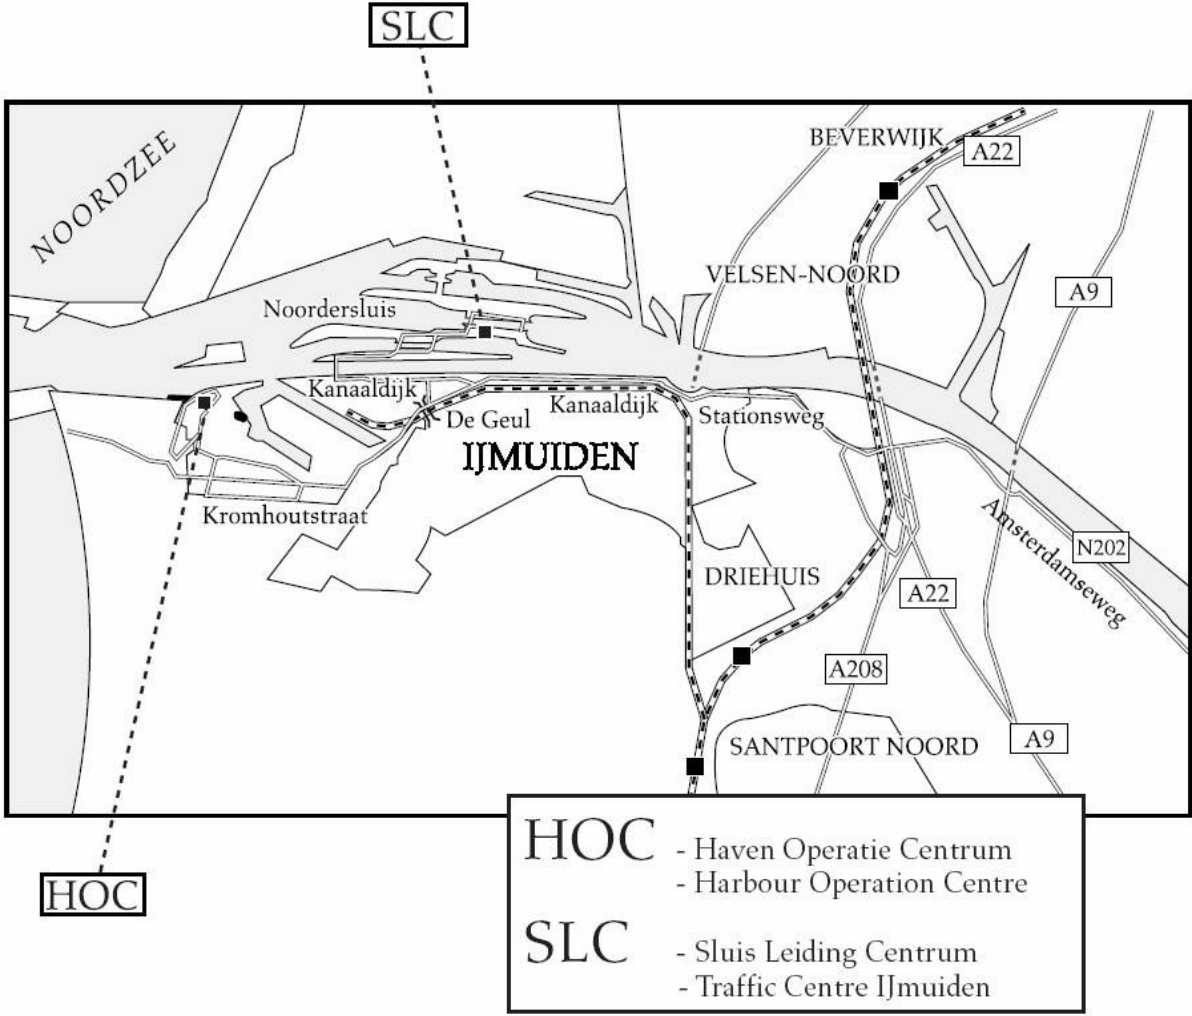 SLC
BEVERWIJK
A22
NOORDZEE
VELSEN-NOORD
A9
Noordersluis
Kanaaldijk
De Geul
Kanaaldijk
Stationsweg
IJMUIDEN
Kromhoutstraat
Amsterdamseweg
N202
DRIEHUIS
A22
A208
SANTPOORT NOORD
A9
HOC
HOC - Haven Operatie Centrum
- Harbour Operation Centre
SLC - Sluis Leiding Centrum
- Traffic Centre IJmuiden